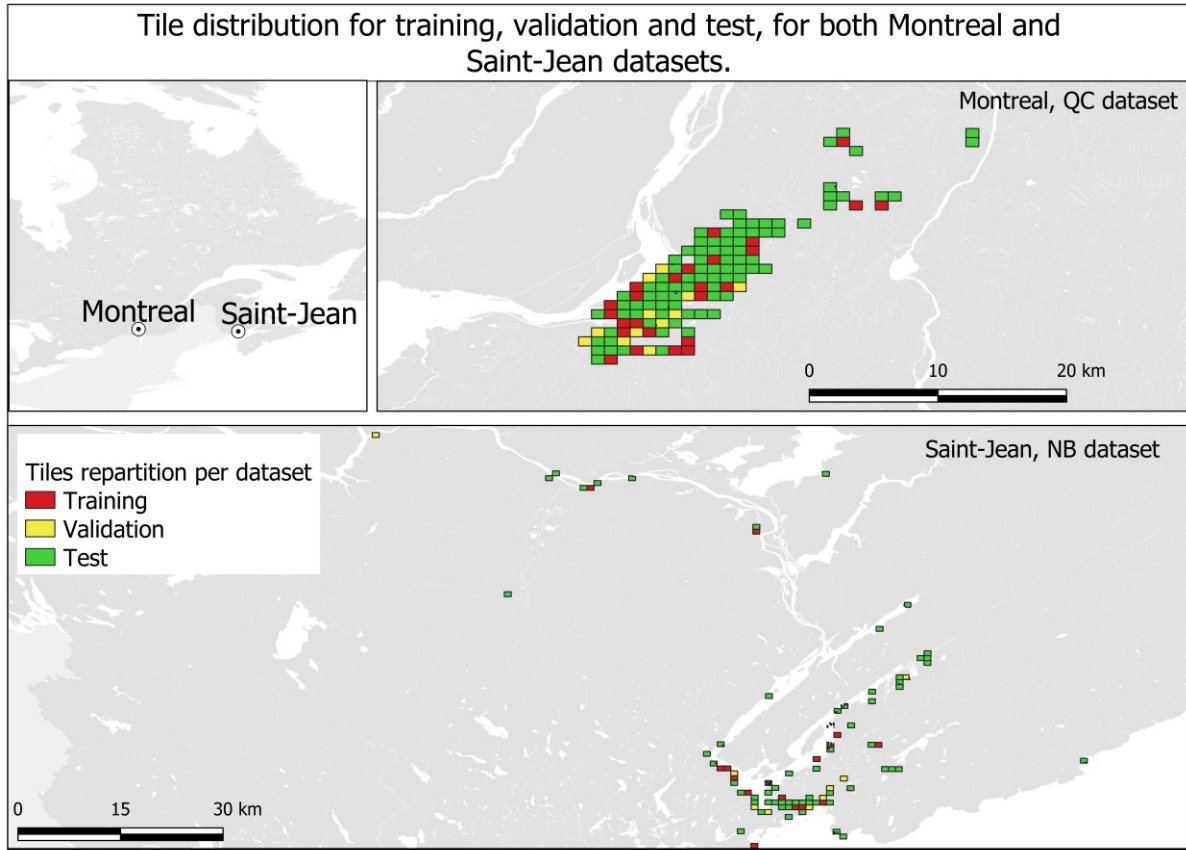 Tile distribution for training, validation and test, for both Montreal and
Saint-Jean datasets.
Montreal, QC dataset
Montreal
Saint-Jean
0 10 20 km
Saint-Jean, NB dataset
Tiles repartition per dataset
Training
Validation
Test
0 15 30 km